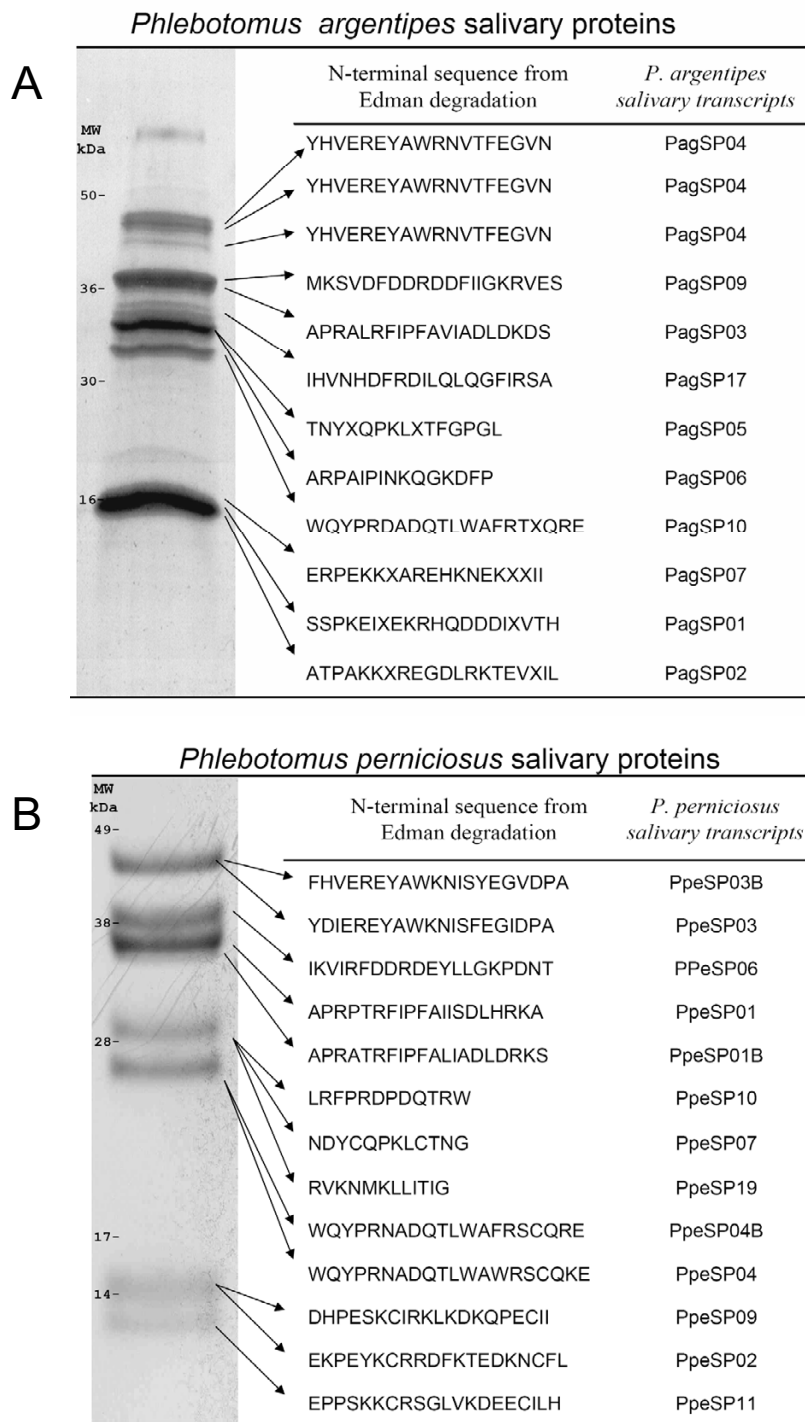 Phlebotomus argentipes salivary proteins
A
N-terminal sequence from Edman degradation
P. argentipes salivary transcripts
MW
kDa
50-
36-
30-
16-
YHVEREYAWRNVTFEGVN PagSP04
YHVEREYAWRNVTFEGVN PagSP04
YHVEREYAWRNVTFEGVN PagSP04
MKSVDFDDRDDFIIGKRVES PagSP09
APRALRFIPFAVIADLDKDS PagSP03
IHVNHDFRDILQLQGFIRSA PagSP17
TNYXQPKLXTFGPGL PagSP05
ARPAIPINKQGKDFP PagSP06
WQYPRDADQTLWAFRTXQRE PagSP10
ERPEKKXAREHKNEKXXII PagSP07
SSPKEIXEKRHQDDDIXVTH PagSP01
ATPAKKXREGDLRKTEVXIL PagSP02
Phlebotomus perniciosus salivary proteins
B
N-terminal sequence from Edman degradation
P. perniciosus salivary transcripts
MW
kDa
49-
38-
28-
17-
14-
FHVEREYAWKNISYEGVDPA PpeSP03B
YDIEREYAWKNISFEGIDPA PpeSP03
IKVIRFDDRDEYLLGKPDNT PPeSP06
APRPTRFIPFAIISDLHRKA PpeSP01
APRATRFIPFALIADLDRKS PpeSP01B
LRFPRDPDQTRW PpeSP10
NDYCQPKLCTNG PpeSP07
RVKNMKLLITIG PpeSP19
WQYPRNADQTLWAFRSCQRE PpeSP04B
WQYPRNADQTLWAWRSCQKE PpeSP04
DHPESKCIRKLKDKQPECII PpeSP09
EKPEYKCRRDFKTEDKNCFL PpeSP02
EPPSKKCRSGLVKDEECILH PpeSP11